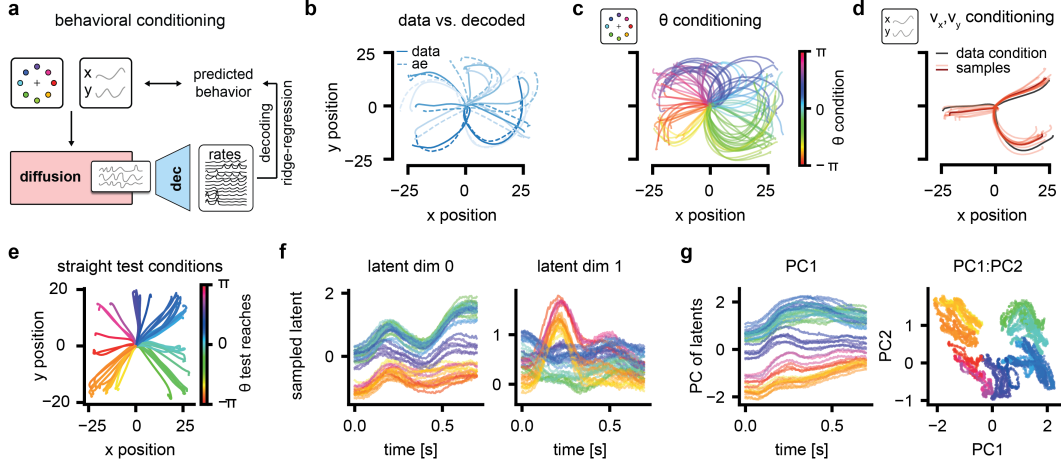 a
behavioral conditioning
x
y
predicted
behavior
diffusion
dec
rates
decoding
ridge-regression
b
data vs. decoded
data
ae
y position
25
0
−25
−25
0
25
x position
c
θ conditioning
−25
0
25
x position
π
0
−π
θ condition
d
x
y
vx,vy conditioning
data condition
samples
−25
0
25
x position
e
straight test conditions
y position
20
0
−20
−25
0
25
x position
π
0
−π
θ test reaches
f
latent dim 0
sampled latent
2
0
0.0
0.5
time [s]
latent dim 1
1
0
0.0
0.5
time [s]
g
PC1
PC of latents
2
0
−2
0.0
0.5
time [s]
PC1:PC2
PC2
1
0
−1
−2
0
2
PC1